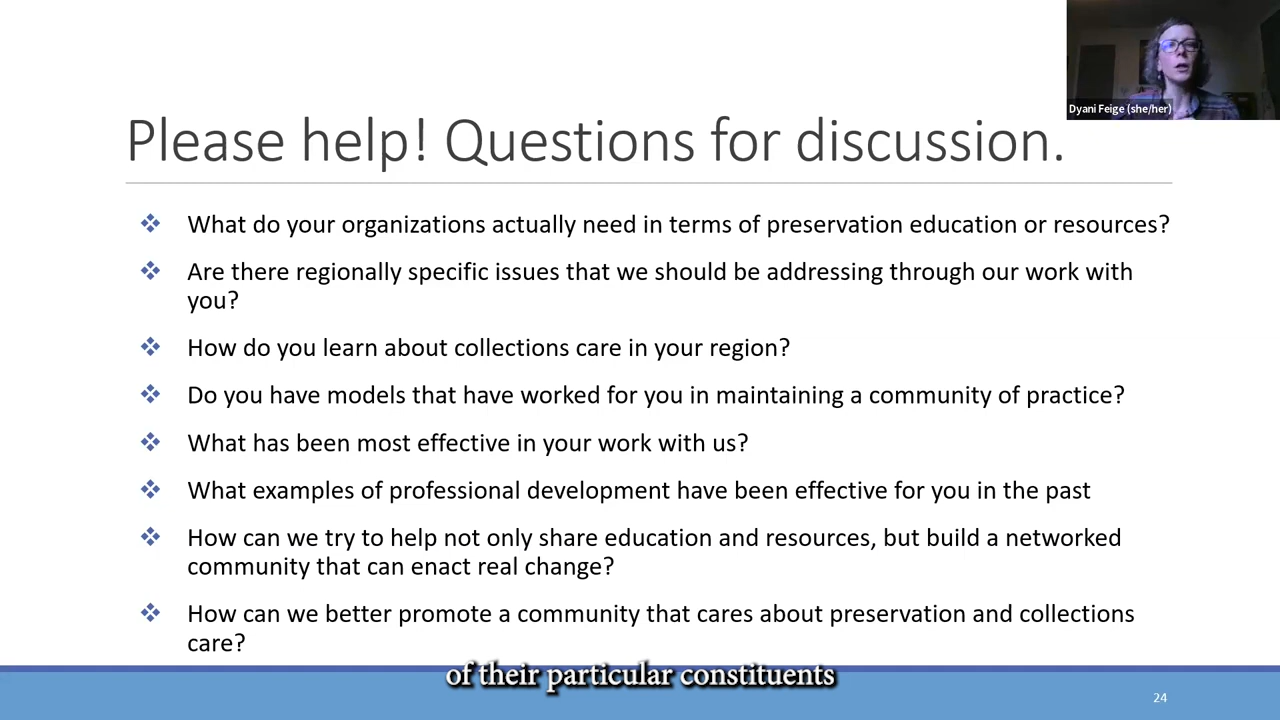 Dyani Feige (she/her)
Please help! Questions for discussion.
❖ What do your organizations actually need in terms of preservation education or resources?
❖ Are there regionally specific issues that we should be addressing through our work with
you?
❖ How do you learn about collections care in your region?
❖ Do you have models that have worked for you in maintaining a community of practice?
❖ What has been most effective in your work with us?
❖ What examples of professional development have been effective for you in the past
❖ How can we try to help not only share education and resources, but build a networked
community that can enact real change?
❖ How can we better promote a community that cares about preservation and collections
care?
of their particular constituents
24